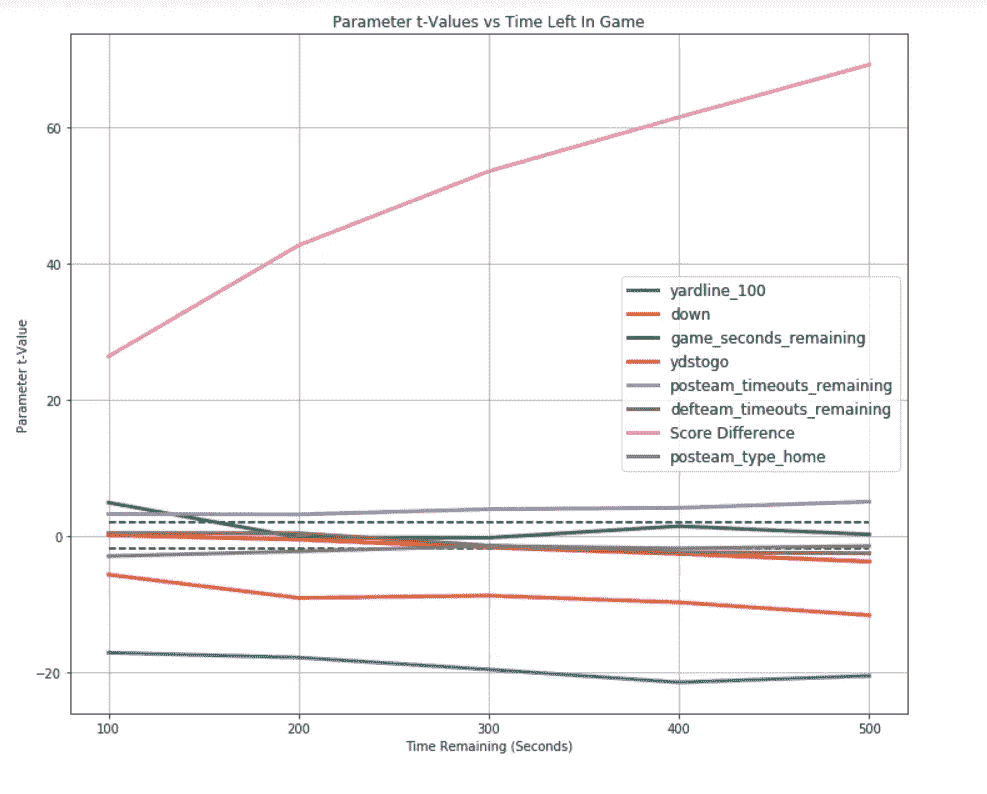 Parameter t-Values vs Time Left In Game
60
40
20
0
−20
Parameter t-Value
yardline_100
down
game_seconds_remaining
ydstogo
posteam_timeouts_remaining
defteam_timeouts_remaining
Score Difference
posteam_type_home
100 200 300 400 500
Time Remaining (Seconds)